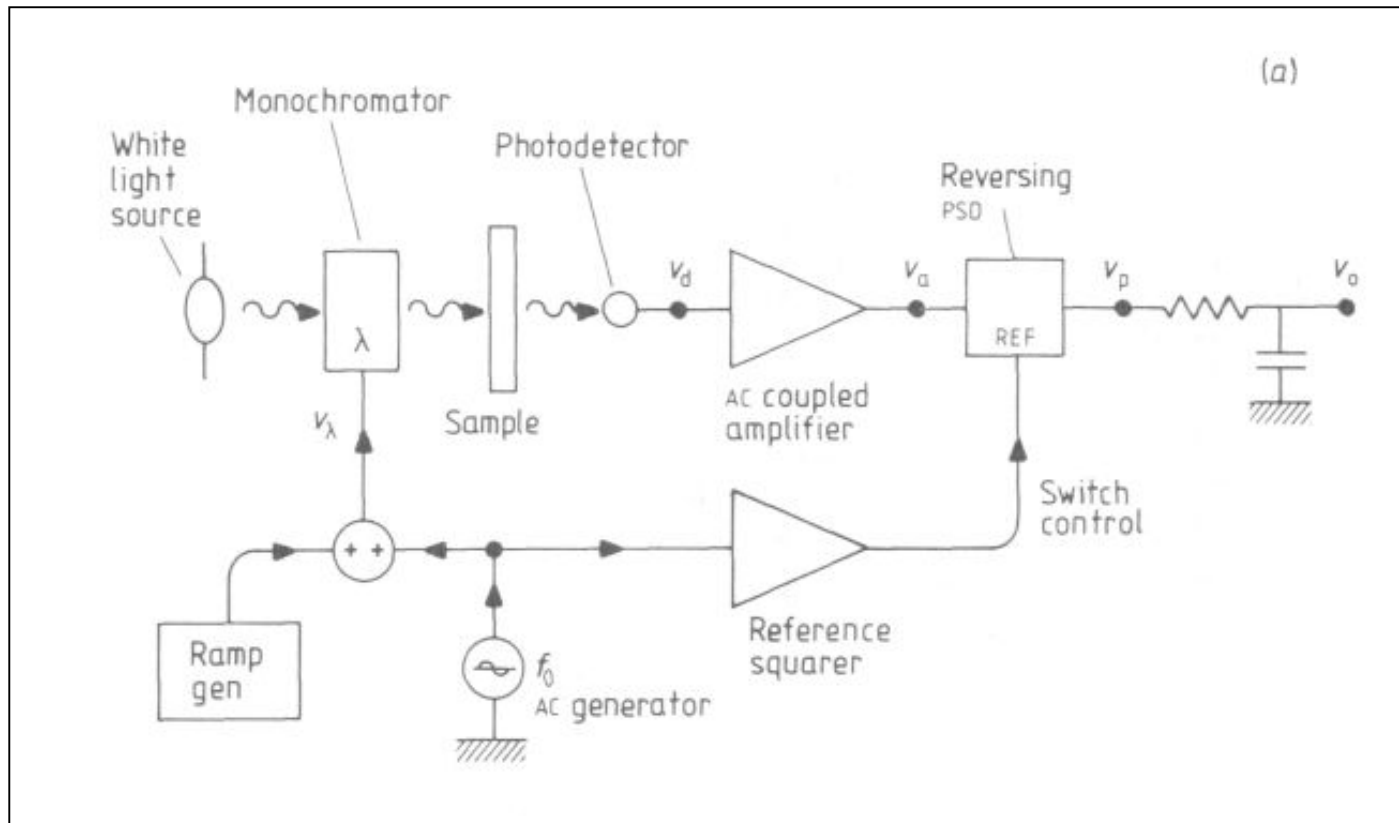 (a)
Monochromator
White
light
source
Photodetector
Reversing
PSD
v_d
v_a
v_p
v_o
λ
REF
v_λ
Sample
AC coupled
amplifier
Switch
control
+ +
Ramp
gen
f_0
AC generator
Reference
squarer